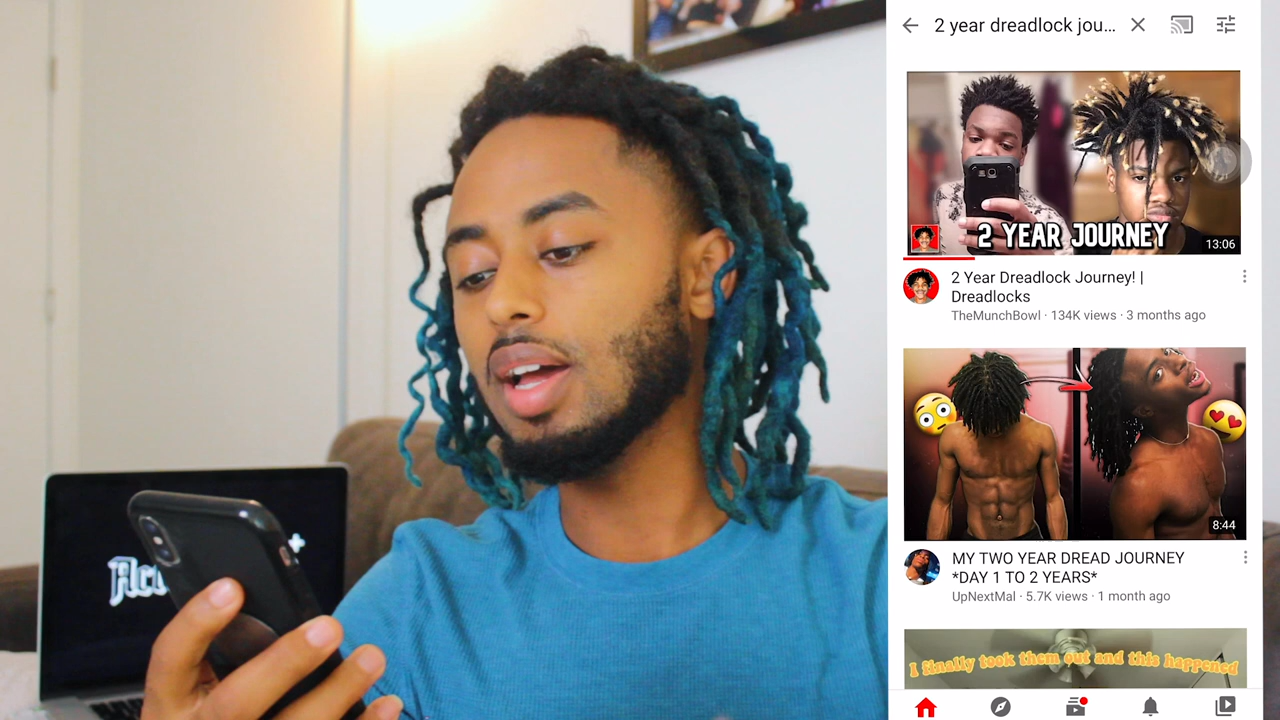 2 year dreadlock jou...
2 YEAR JOURNEY
13:06
2 Year Dreadlock Journey! |
Dreadlocks
TheMunchBowl · 134K views · 3 months ago
8:44
MY TWO YEAR DREAD JOURNEY
*DAY 1 TO 2 YEARS*
UpNextMal · 5.7K views · 1 month ago
I finally took them out and this happened